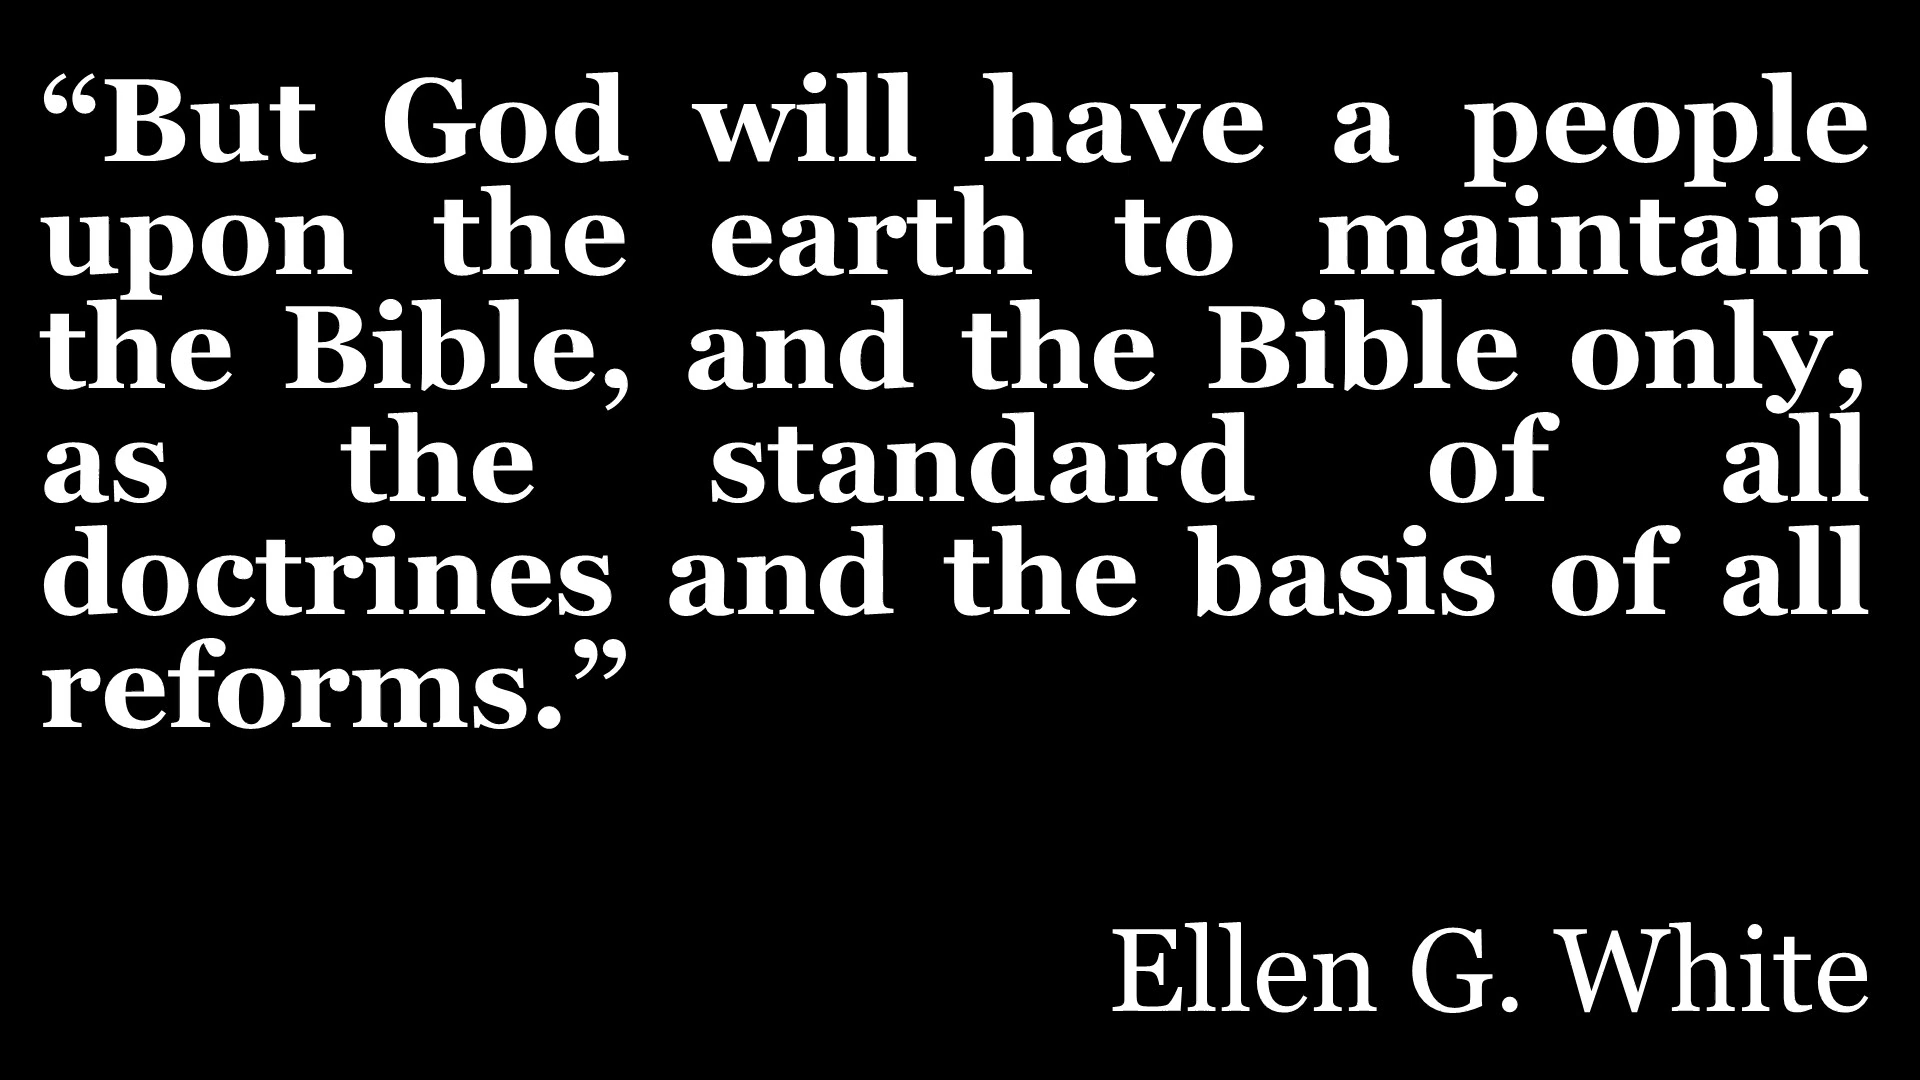 “But God will have a people
upon the earth to maintain
the Bible, and the Bible only,
as the standard of all
doctrines and the basis of all
reforms.”
Ellen G. White